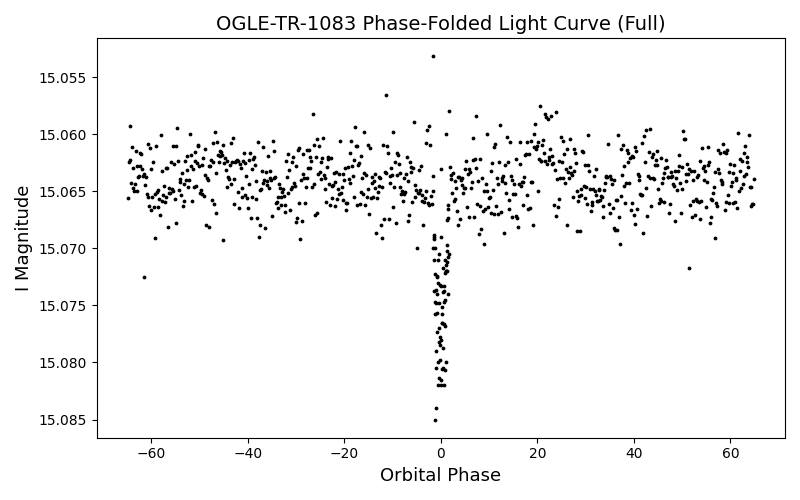 OGLE-TR-1083 Phase-Folded Light Curve (Full)
I Magnitude
15.055
15.060
15.065
15.070
15.075
15.080
15.085
−60 −40 −20 0 20 40 60
Orbital Phase